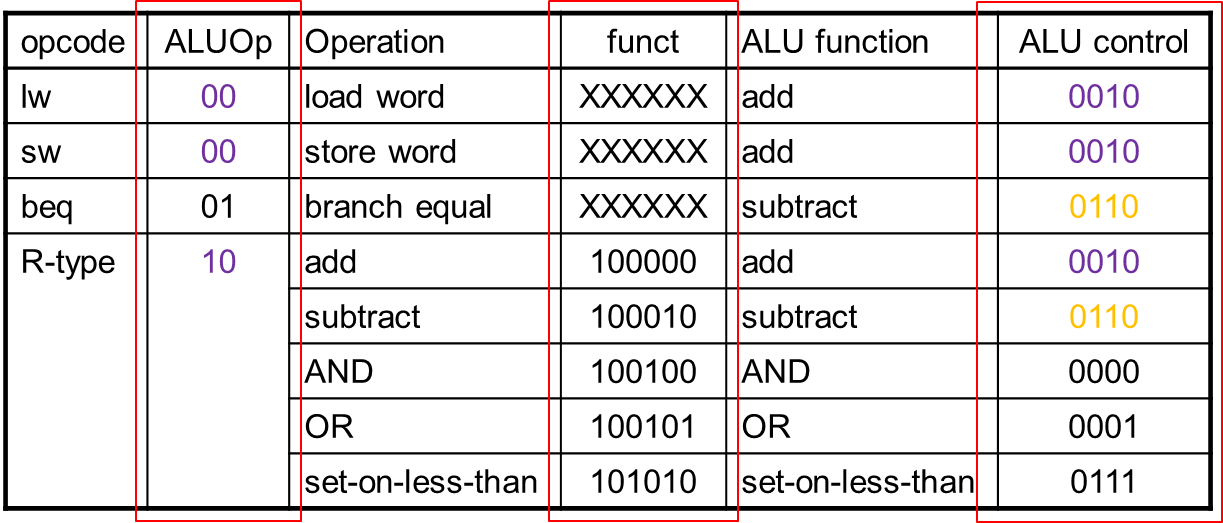 opcode ALUOp Operation funct ALU function ALU control
lw 00 load word XXXXXX add 0010
sw 00 store word XXXXXX add 0010
beq 01 branch equal XXXXXX subtract 0110
R-type 10 add 100000 add 0010
subtract 100010 subtract 0110
AND 100100 AND 0000
OR 100101 OR 0001
set-on-less-than 101010 set-on-less-than 0111